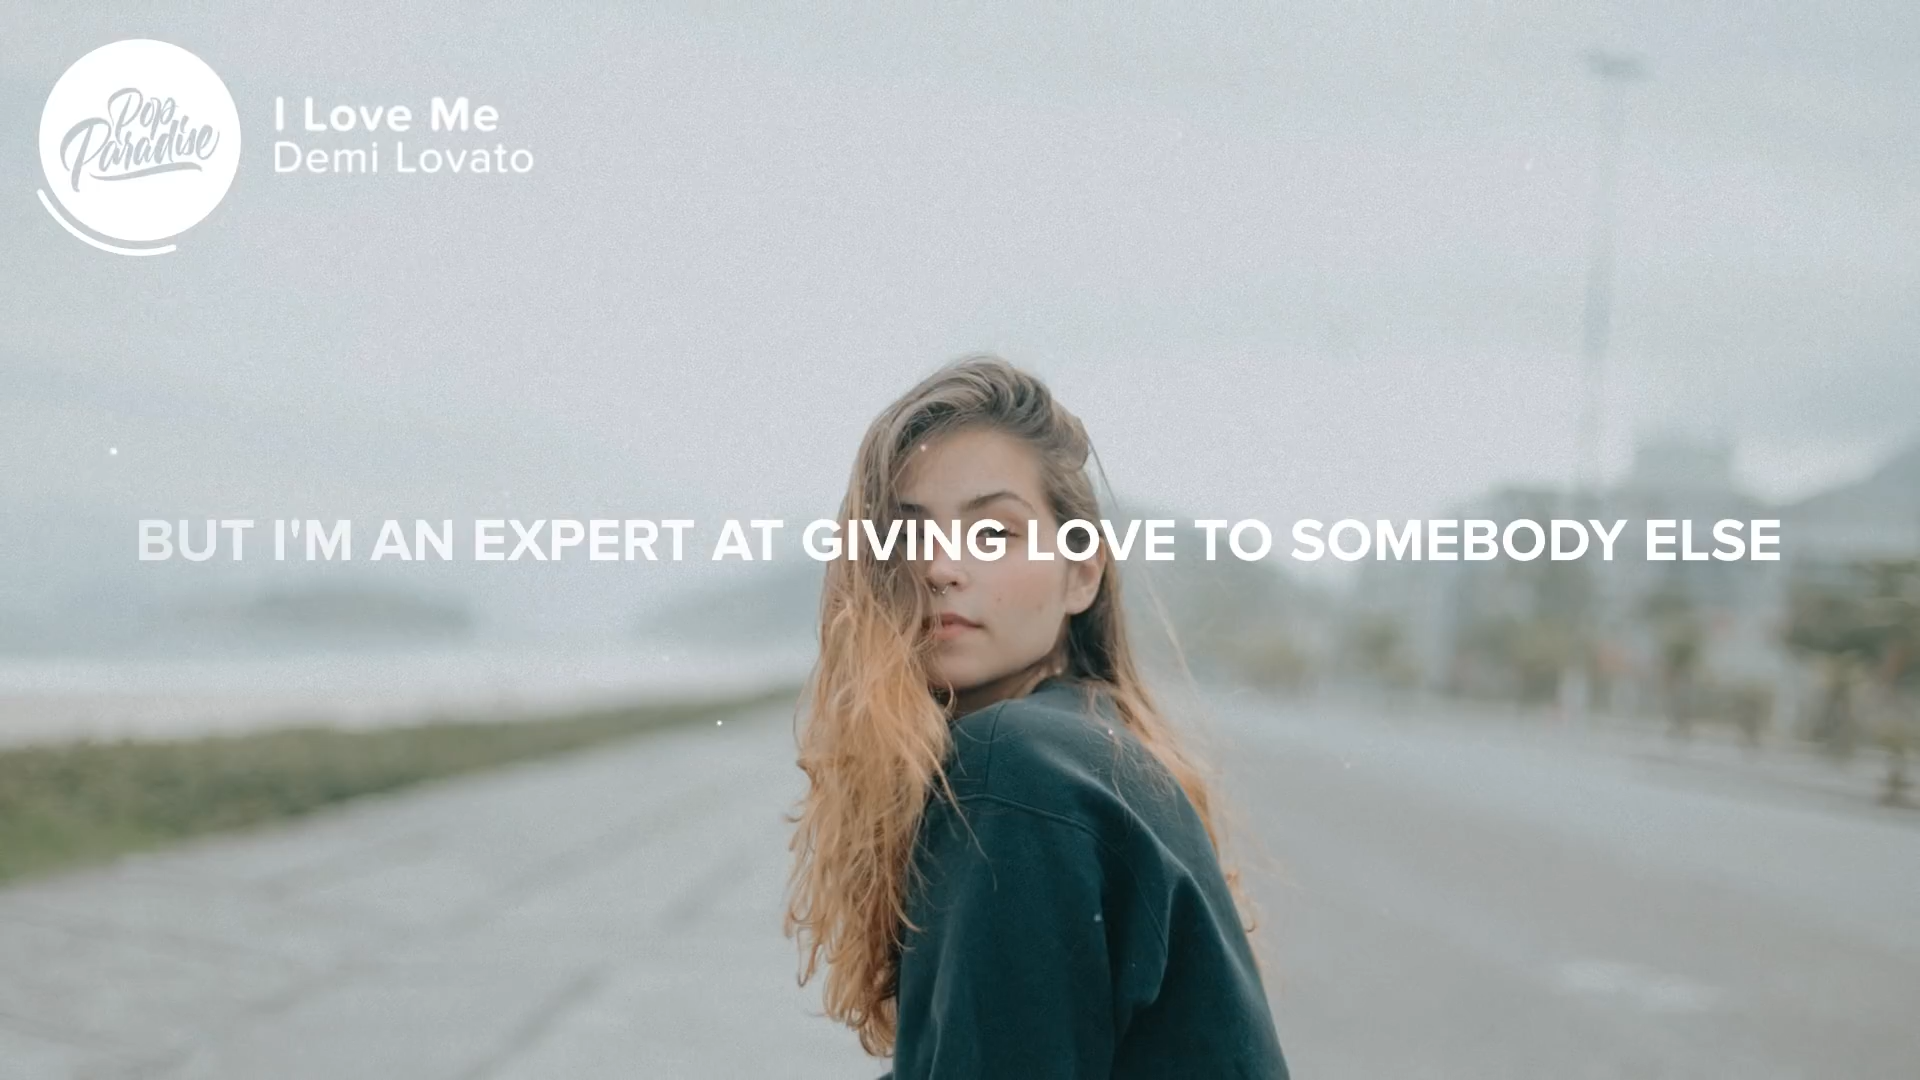 Pop
Paradise
I Love Me
Demi Lovato
BUT I'M AN EXPERT AT GIVING LOVE TO SOMEBODY ELSE